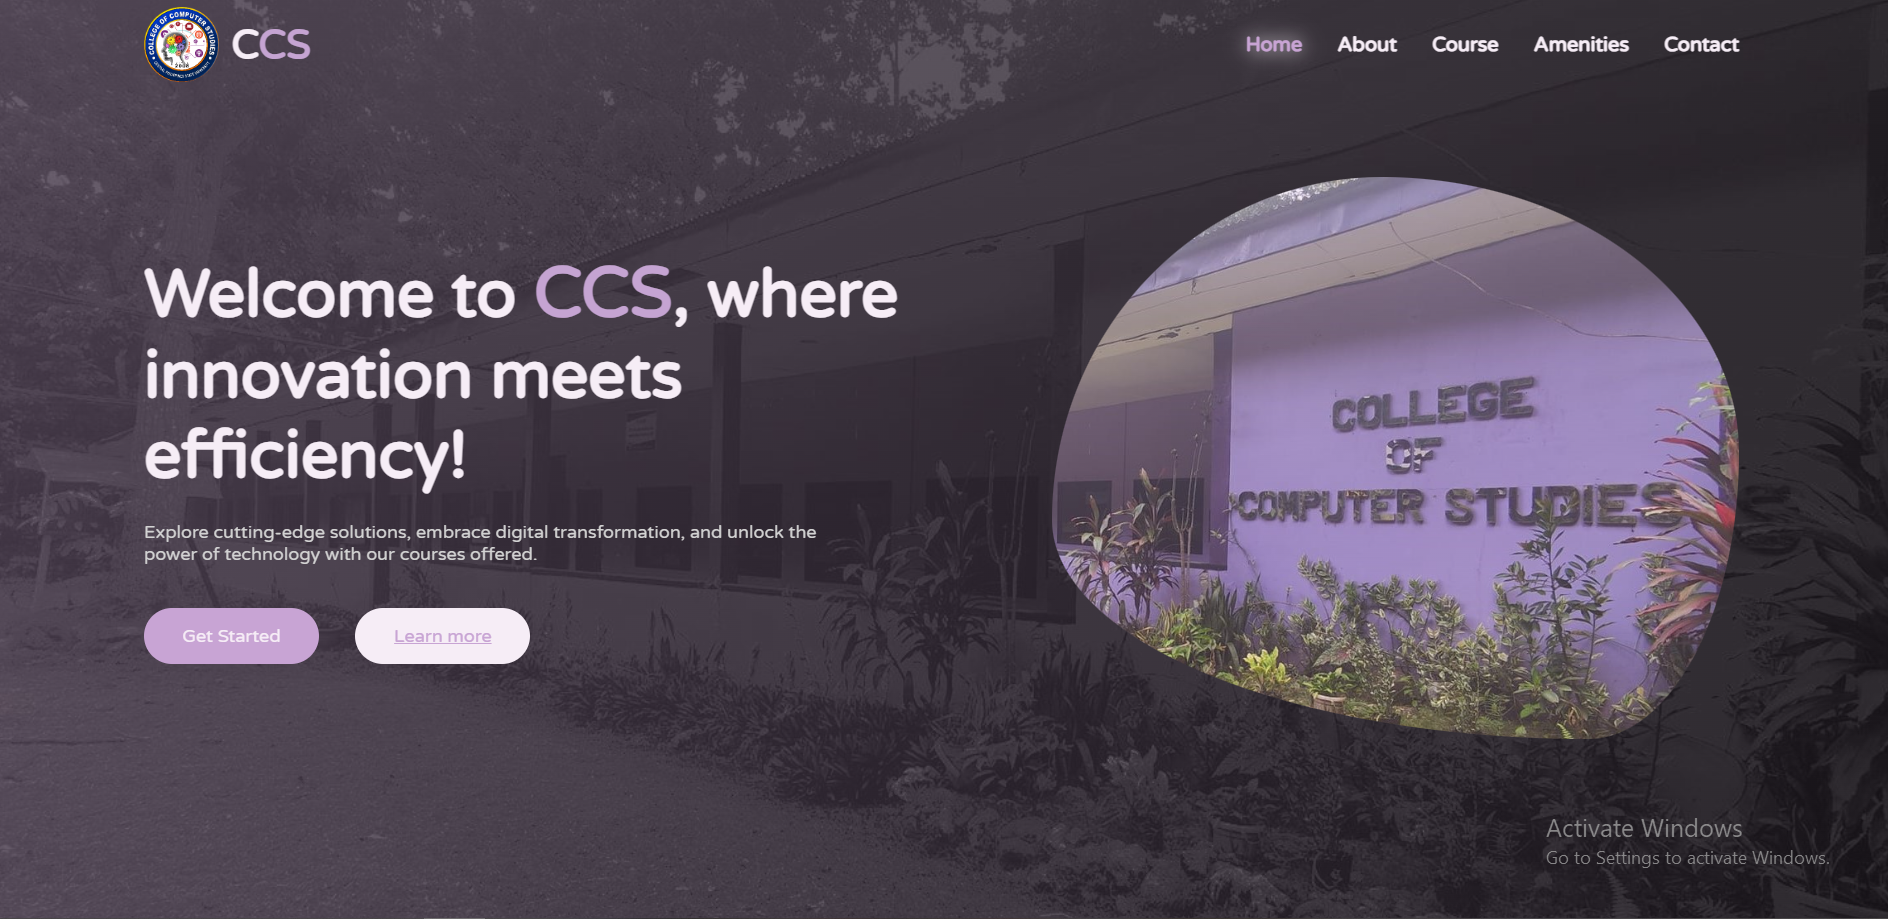 COLLEGE OF COMPUTER STUDIES
2008
CCS
Home About Course Amenities Contact
Welcome to CCS, where
innovation meets
efficiency!
COLLEGE
OF
COMPUTER STUDIES
Explore cutting-edge solutions, embrace digital transformation, and unlock the
power of technology with our courses offered.
Get Started Learn more
Activate Windows
Go to Settings to activate Windows.